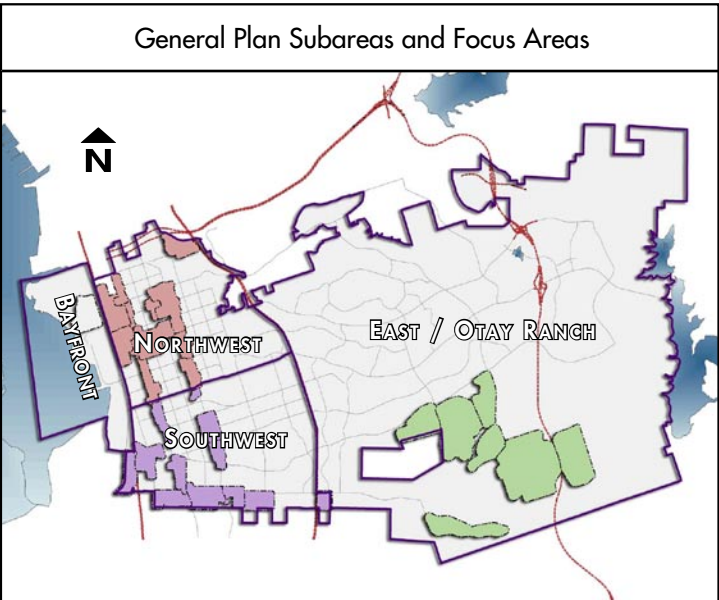 General Plan Subareas and Focus Areas
N
BAYFRONT
NORTHWEST
EAST / OTAY RANCH
SOUTHWEST